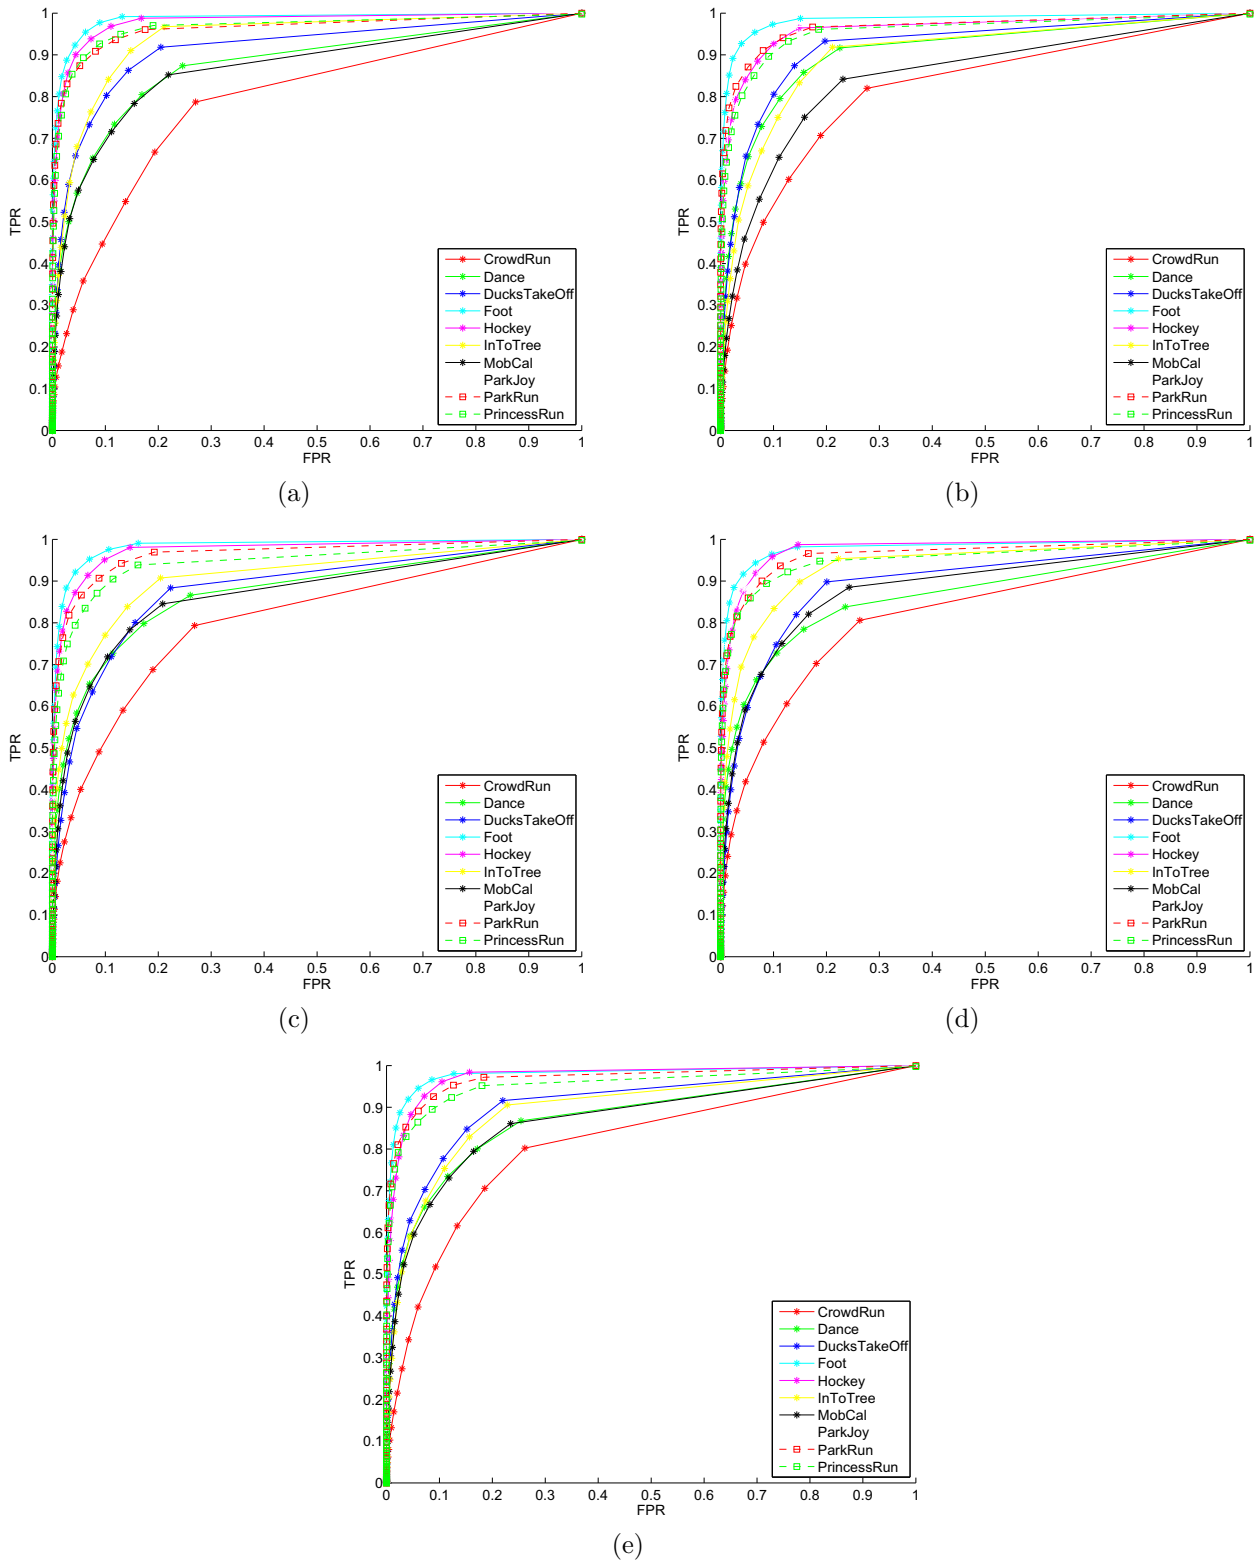 1
0.9
0.8
0.7
0.6
0.5
0.4
0.3
0.2
0.1
0
TPR
0 0.1 0.2 0.3 0.4 0.5 0.6 0.7 0.8 0.9 1
FPR
CrowdRun
Dance
DucksTakeOff
Foot
Hockey
InToTree
MobCal
ParkJoy
ParkRun
PrincessRun
(a)
1
0.9
0.8
0.7
0.6
0.5
0.4
0.3
0.2
0.1
0
TPR
0 0.1 0.2 0.3 0.4 0.5 0.6 0.7 0.8 0.9 1
FPR
CrowdRun
Dance
DucksTakeOff
Foot
Hockey
InToTree
MobCal
ParkJoy
ParkRun
PrincessRun
(b)
1
0.9
0.8
0.7
0.6
0.5
0.4
0.3
0.2
0.1
0
TPR
0 0.1 0.2 0.3 0.4 0.5 0.6 0.7 0.8 0.9 1
FPR
CrowdRun
Dance
DucksTakeOff
Foot
Hockey
InToTree
MobCal
ParkJoy
ParkRun
PrincessRun
(c)
1
0.9
0.8
0.7
0.6
0.5
0.4
0.3
0.2
0.1
0
TPR
0 0.1 0.2 0.3 0.4 0.5 0.6 0.7 0.8 0.9 1
FPR
CrowdRun
Dance
DucksTakeOff
Foot
Hockey
InToTree
MobCal
ParkJoy
ParkRun
PrincessRun
(d)
1
0.9
0.8
0.7
0.6
0.5
0.4
0.3
0.2
0.1
0
TPR
0 0.1 0.2 0.3 0.4 0.5 0.6 0.7 0.8 0.9 1
FPR
CrowdRun
Dance
DucksTakeOff
Foot
Hockey
InToTree
MobCal
ParkJoy
ParkRun
PrincessRun
(e)